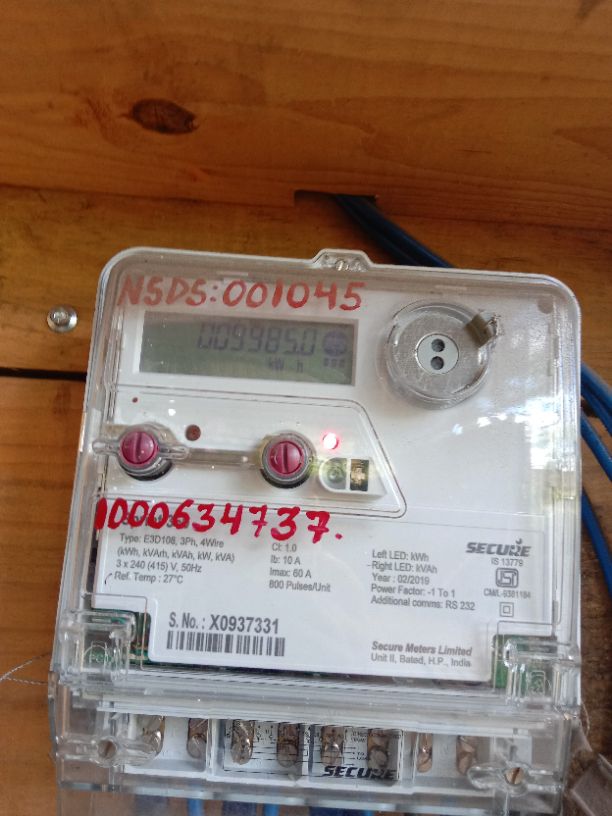 NSDS:001045
009985.0
kW h
1000634737.
Type: E3D108, 3Ph, 4Wire
(kWh, kVArh, kVAh, kW, kVA)
3 x 240 (415) V, 50Hz
Ref. Temp : 27°C
Cl: 1.0
Ib: 10 A
Imax: 60 A
800 Pulses/Unit
Left LED: kWh
Right LED: kVAh
Year : 02/2019
Power Factor: -1 To 1
Additional comms: RS 232
SECURE
IS 13779
CM/L-9381184
S. No. : X0937331
Secure Meters Limited
Unit II, Bated, H.P., India
SECURE